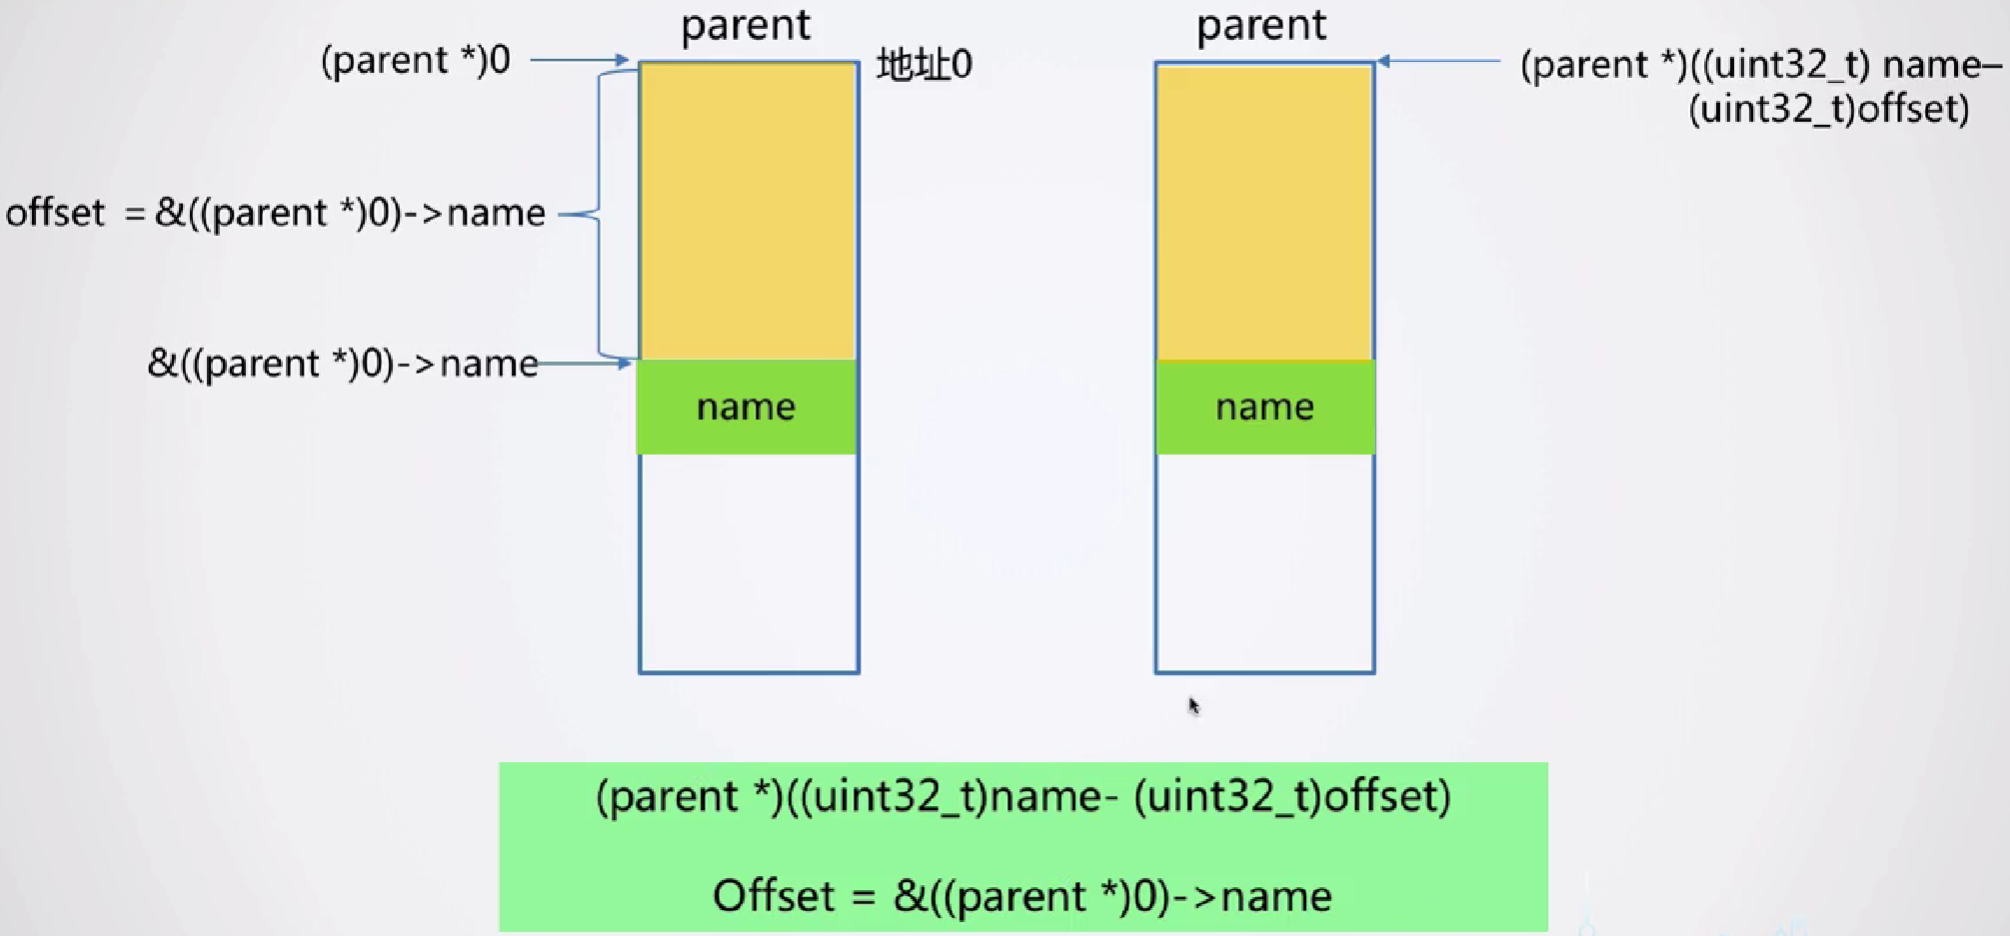 parent
parent
(parent *)0
地址0
(parent *)((uint32_t) name–
(uint32_t)offset)
offset = &((parent *)0)->name
&((parent *)0)->name
name
name
(parent *)((uint32_t)name- (uint32_t)offset)
Offset = &((parent *)0)->name